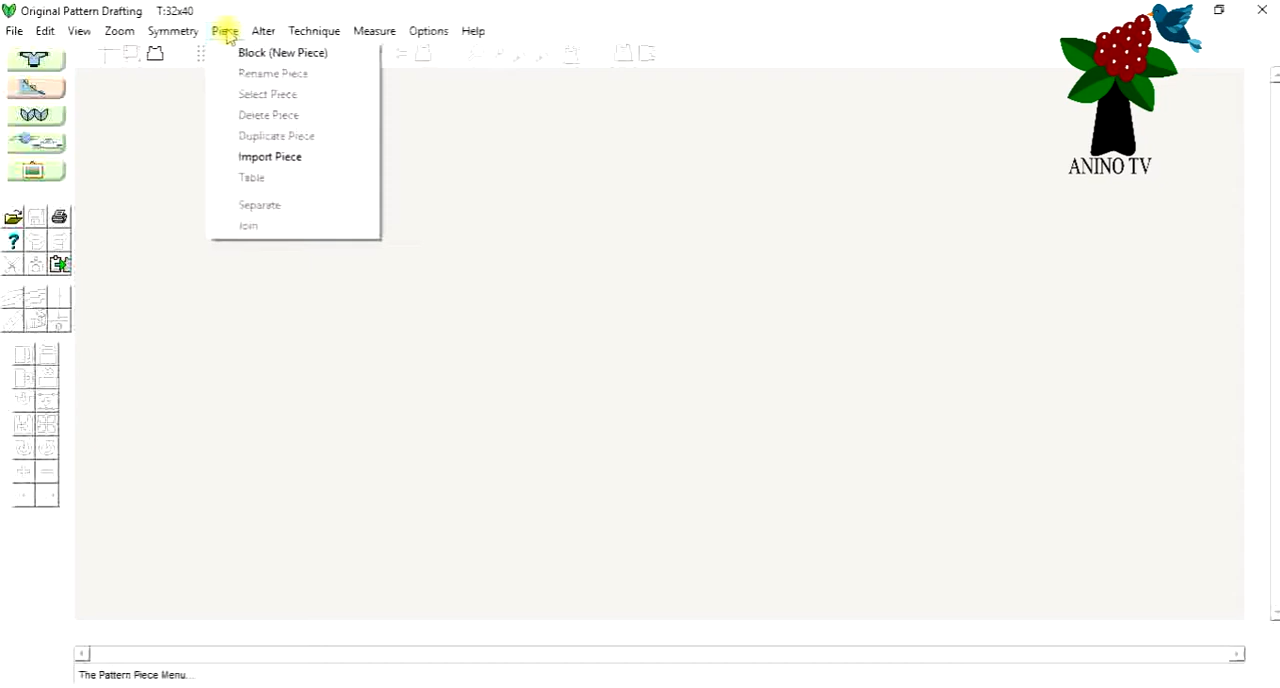 Original Pattern Drafting T:32x40
File Edit View Zoom Symmetry Piece Alter Technique Measure Options Help
Block (New Piece)
Rename Piece
Select Piece
Delete Piece
Duplicate Piece
Import Piece
Table
Separate
Join
ANINO TV
The Pattern Piece Menu...